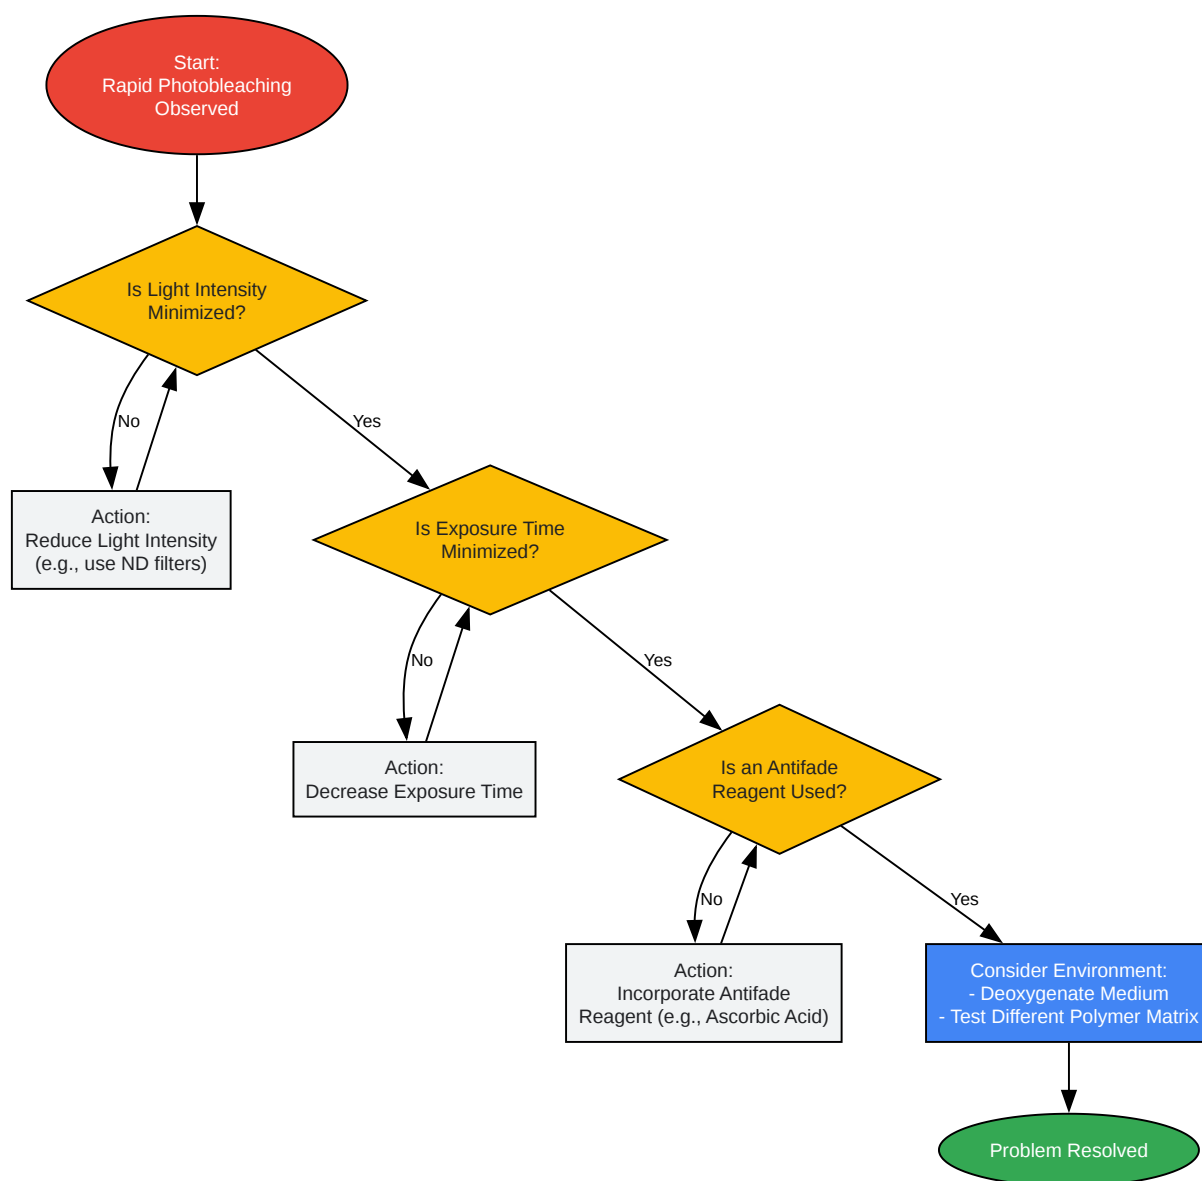 Start:
Rapid Photobleaching
Observed
Is Light Intensity
Minimized?
No
Yes
Action:
Reduce Light Intensity
(e.g., use ND filters)
Is Exposure Time
Minimized?
No
Yes
Action:
Decrease Exposure Time
Is an Antifade
Reagent Used?
No
Yes
Action:
Incorporate Antifade
Reagent (e.g., Ascorbic Acid)
Consider Environment:
- Deoxygenate Medium
- Test Different Polymer Matrix
Problem Resolved